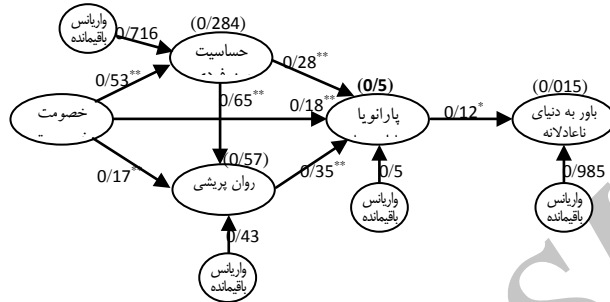 واریانس
باقیمانده
0/716
(0/284)
حساسیت
0/53**
0/28**
(0/5)
(0/015)
خصومت
0/65**
0/18**
پارانویا
0/12*
باور به دنیای
ناعادلانه
0/17**
(0/57)
روان پریشی
0/35**
0/5
0/985
واریانس
باقیمانده
واریانس
باقیمانده
0/43
واریانس
باقیمانده